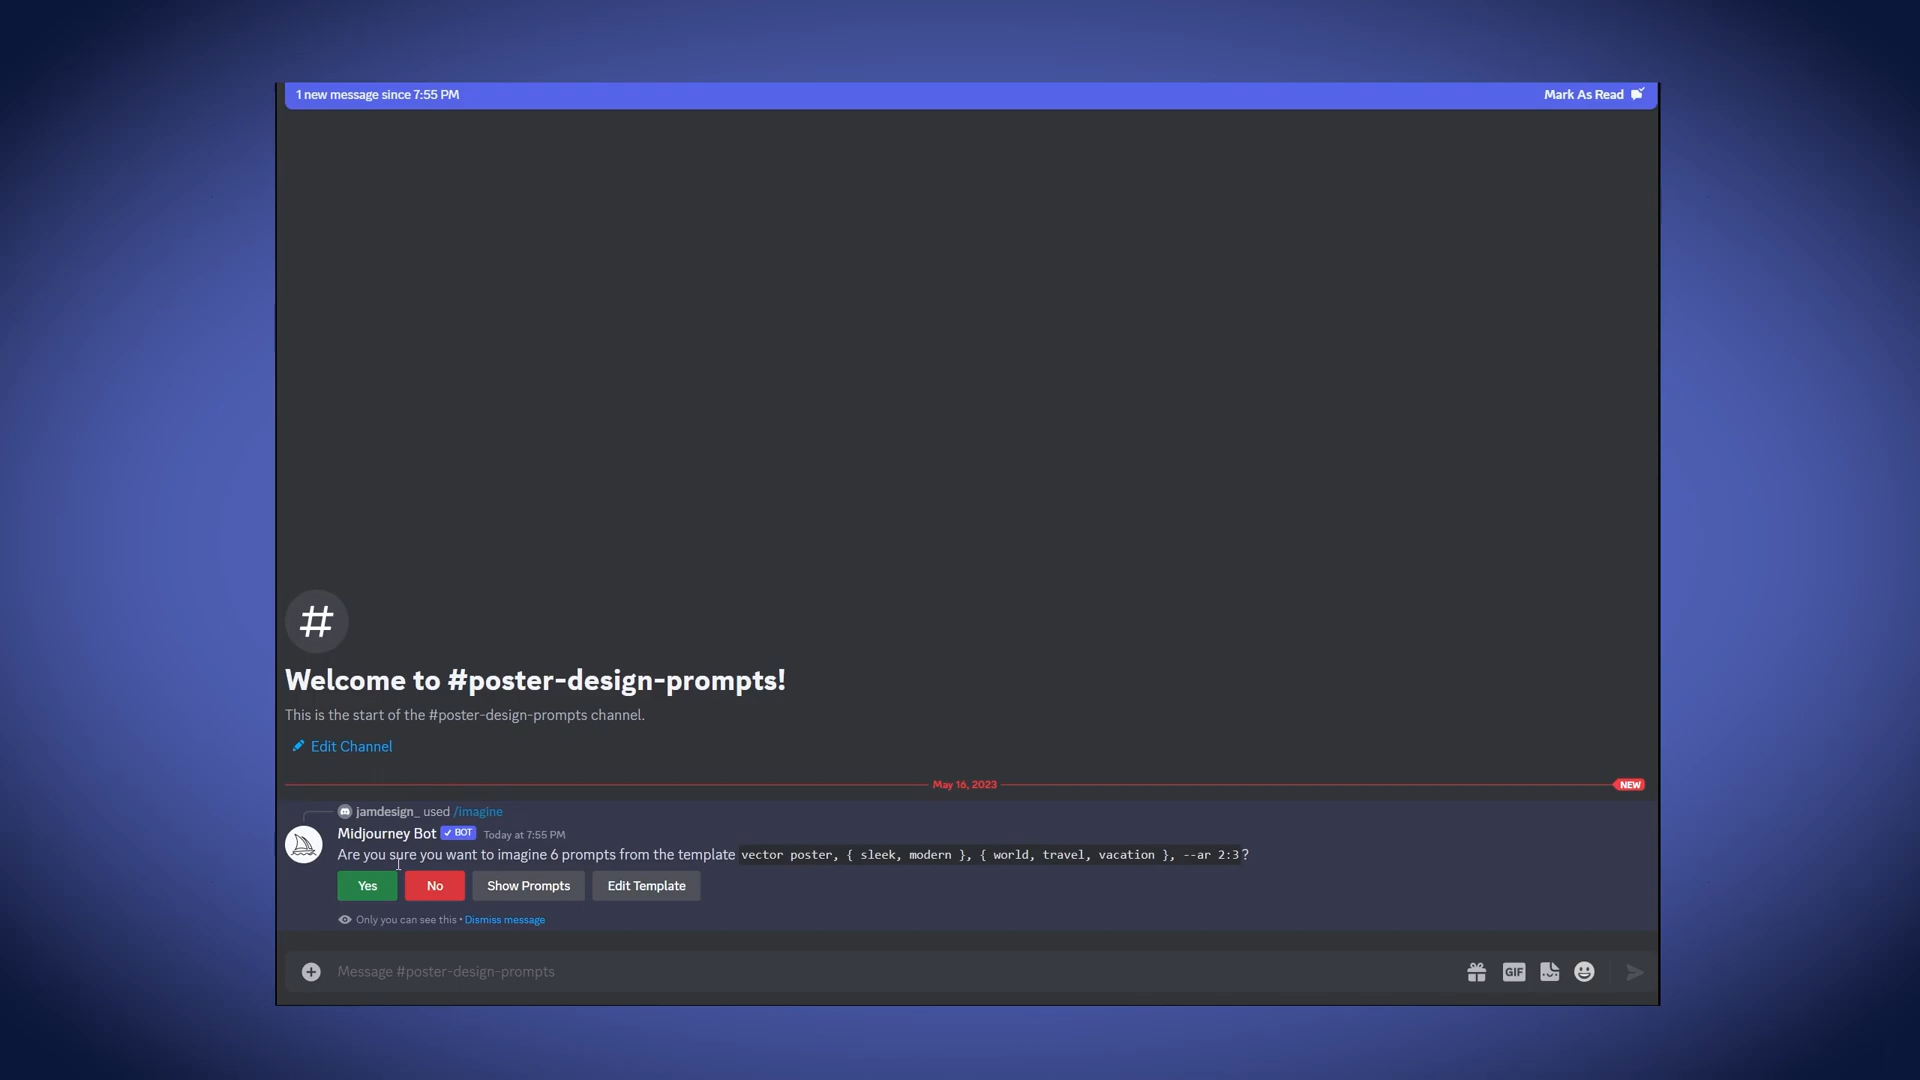 1 new message since 7:55 PM
Mark As Read
#
Welcome to #poster-design-prompts!
This is the start of the #poster-design-prompts channel.
Edit Channel
May 16, 2023
NEW
jamdesign_ used /imagine
Midjourney Bot ✓ BOT Today at 7:55 PM
Are you sure you want to imagine 6 prompts from the template vector poster, { sleek, modern }, { world, travel, vacation }, --ar 2:3?
Yes No Show Prompts Edit Template
Only you can see this • Dismiss message
Message #poster-design-prompts
GIF